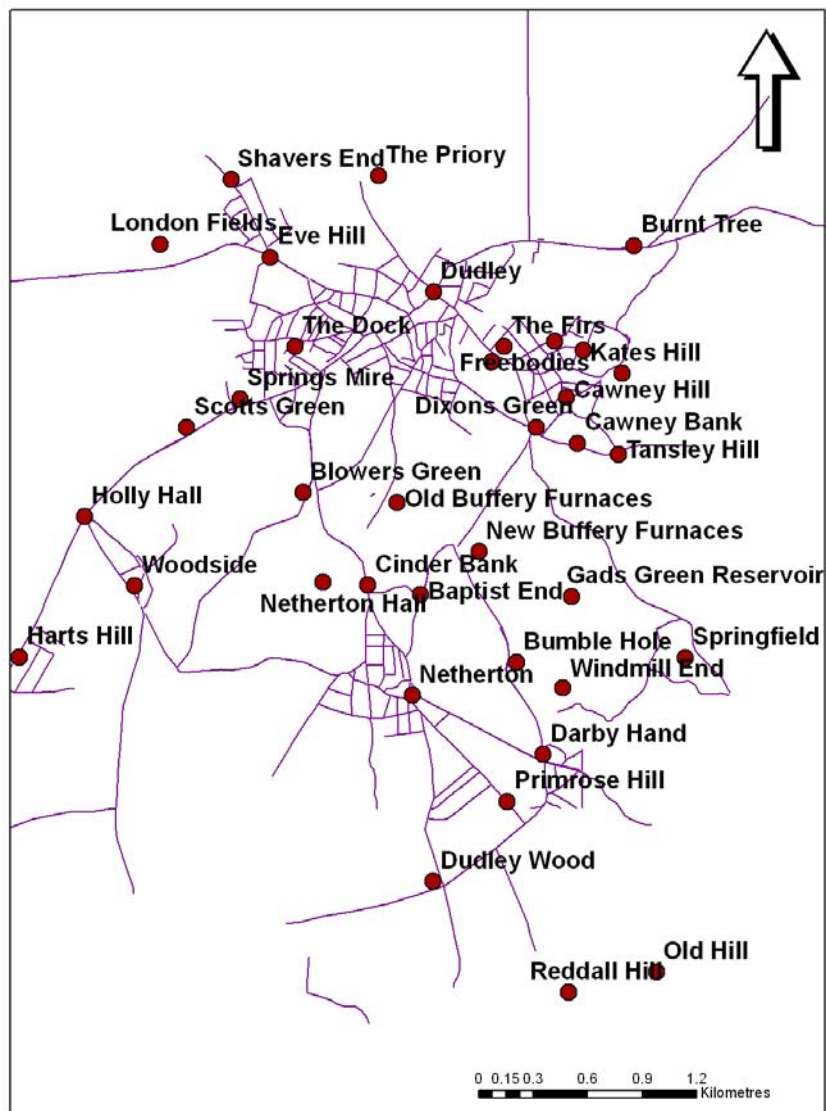 Shavers End
The Priory
London Fields
Eve Hill
Burnt Tree
Dudley
The Dock
The Firs
Freebodies
Kates Hill
Springs Mire
Scotts Green
Dixons Green
Cawney Hill
Cawney Bank
Tansley Hill
Blowers Green
Holly Hall
Old Buffery Furnaces
New Buffery Furnaces
Woodside
Cinder Bank
Netherton Hall
Baptist End
Gads Green Reservoir
Harts Hill
Bumble Hole
Springfield
Netherton
Windmill End
Darby Hand
Primrose Hill
Dudley Wood
Old Hill
Reddall Hill
0 0.15 0.3 0.6 0.9 1.2
Kilometres